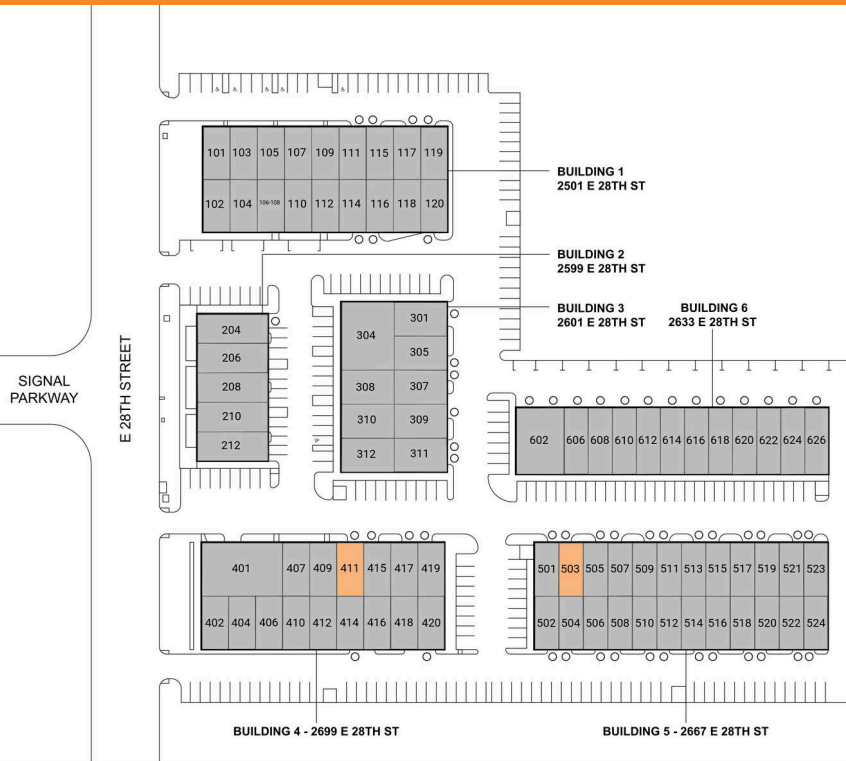 101 103 105 107 109 111 115 117 119
102 104 106-108 110 112 114 116 118 120
BUILDING 1
2501 E 28TH ST
BUILDING 2
2599 E 28TH ST
BUILDING 3
2601 E 28TH ST
BUILDING 6
2633 E 28TH ST
204
206
208
210
212
301
304
305
308 307
310 309
312 311
SIGNAL
PARKWAY
E 28TH STREET
602 606 608 610 612 614 616 618 620 622 624 626
401 407 409 411 415 417 419
402 404 406 410 412 414 416 418 420
501 503 505 507 509 511 513 515 517 519 521 523
502 504 506 508 510 512 514 516 518 520 522 524
BUILDING 4 - 2699 E 28TH ST
BUILDING 5 - 2667 E 28TH ST